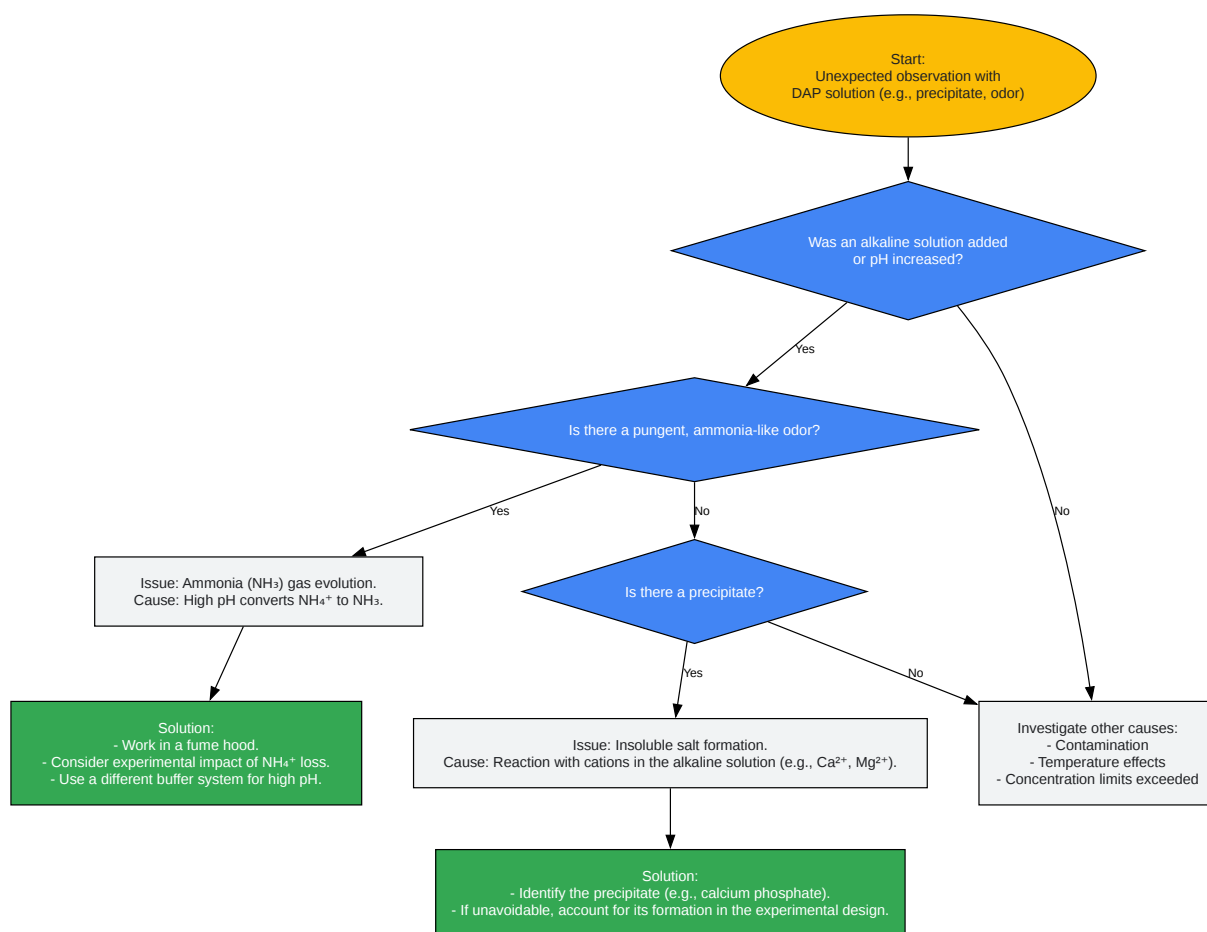 Start:
Unexpected observation with
DAP solution (e.g., precipitate, odor)
Was an alkaline solution added
or pH increased?
Yes
Is there a pungent, ammonia-like odor?
Yes
No
No
Issue: Ammonia (NH₃) gas evolution.
Cause: High pH converts NH₄⁺ to NH₃.
Is there a precipitate?
Yes
No
Solution:
- Work in a fume hood.
- Consider experimental impact of NH₄⁺ loss.
- Use a different buffer system for high pH.
Issue: Insoluble salt formation.
Cause: Reaction with cations in the alkaline solution (e.g., Ca²⁺, Mg²⁺).
Investigate other causes:
- Contamination
- Temperature effects
- Concentration limits exceeded
Solution:
- Identify the precipitate (e.g., calcium phosphate).
- If unavoidable, account for its formation in the experimental design.